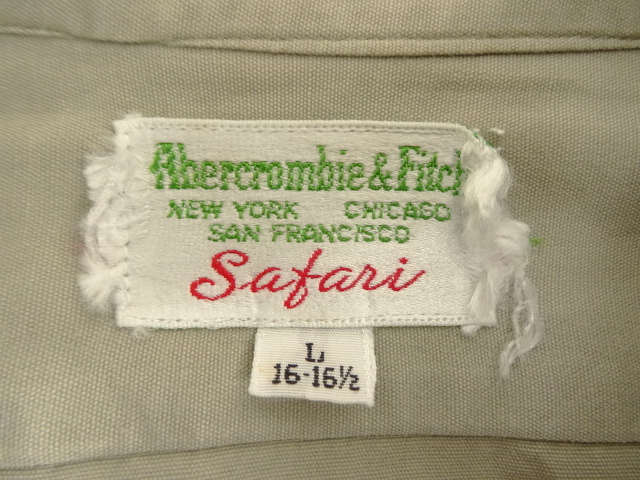 Abercrombie & Fitch
NEW YORK CHICAGO
SAN FRANCISCO
Safari
L
16-16½